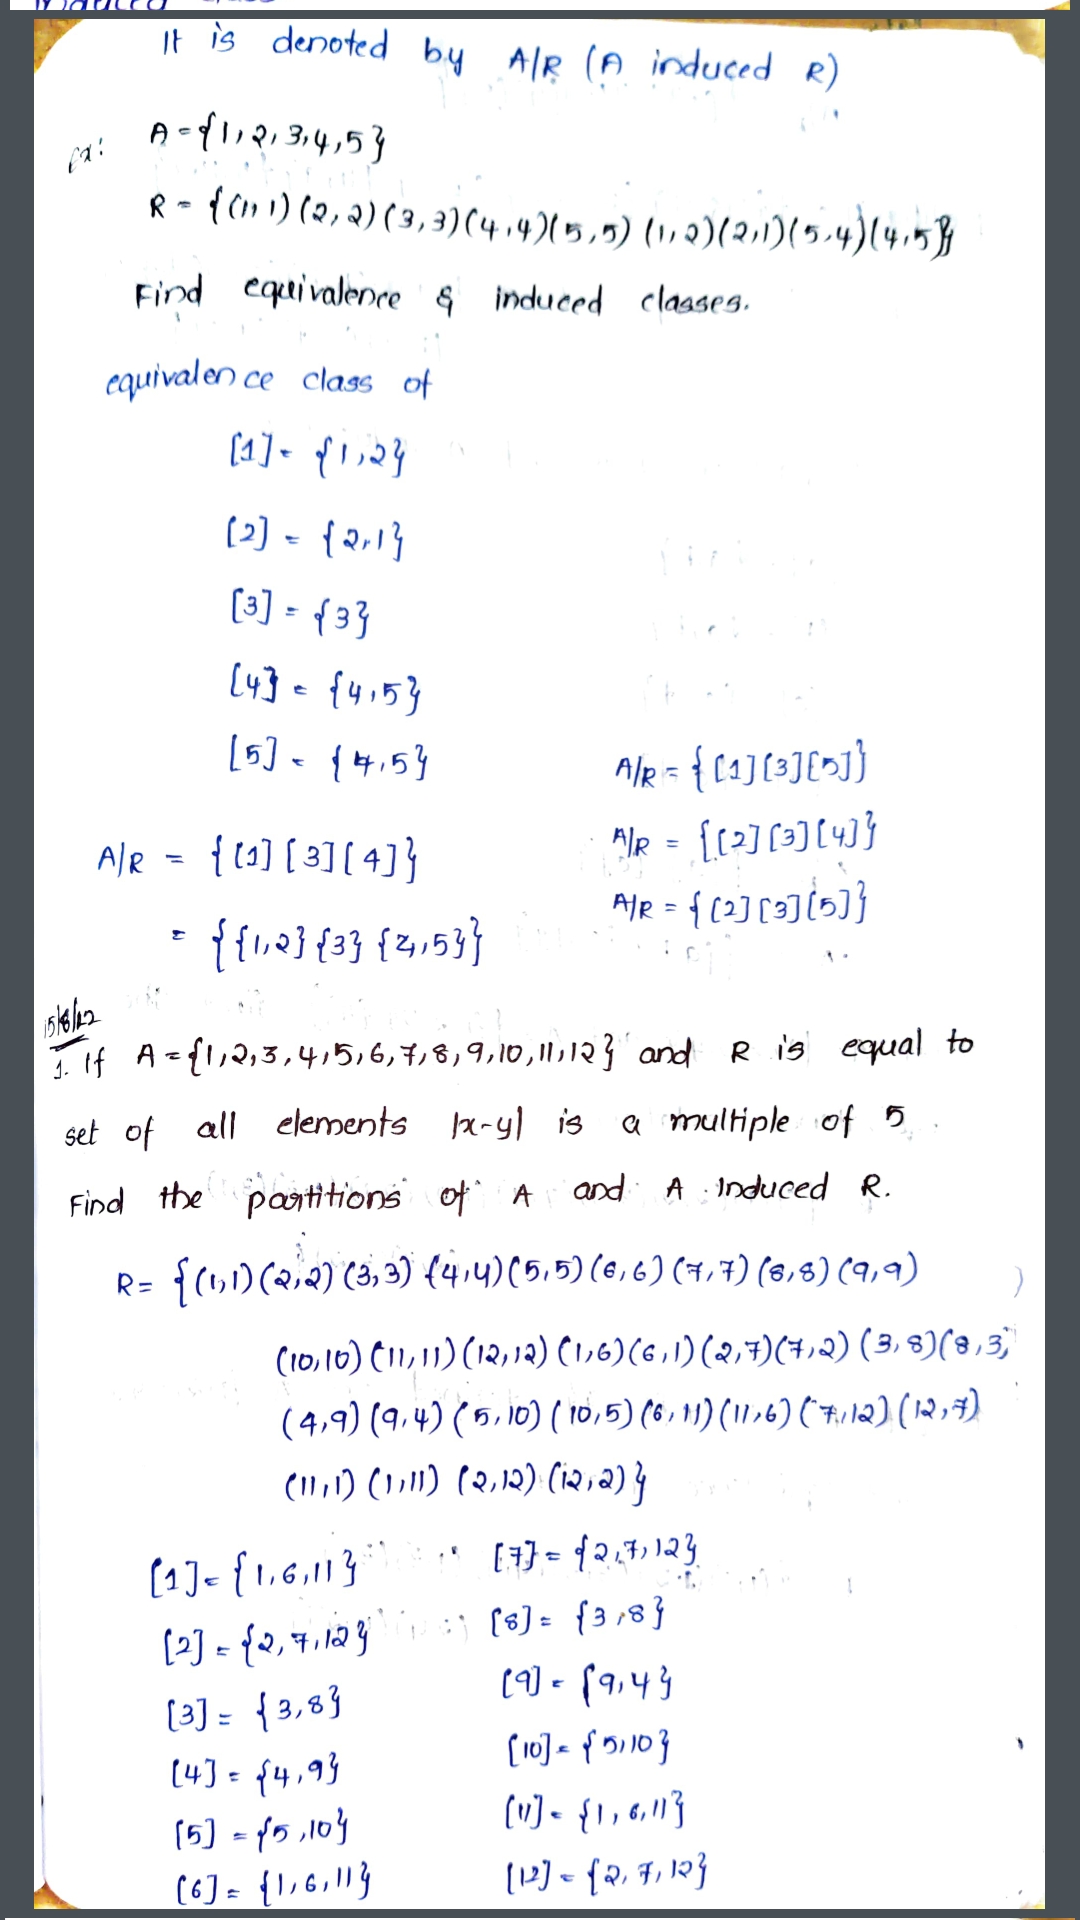 It is denoted by A/R (A induced R)
Ex: A = {1, 2, 3, 4, 5}
R = {(1, 1) (2, 2) (3, 3) (4, 4) (5, 5) (1, 2) (2, 1) (5, 4) (4, 5)}
Find equivalence & induced classes.
equivalence class of
[1] = {1, 2}
[2] = {2, 1}
[3] = {3}
[4] = {4, 5}
[5] = {4, 5}
A/R = {[1] [3] [4]}
= {{1, 2} {3} {4, 5}}
A/R = {[1] [3] [5]}
A/R = {[2] [3] [4]}
A/R = {[2] [3] [5]}
15/8/22
1. If A = {1, 2, 3, 4, 5, 6, 7, 8, 9, 10, 11, 12} and R is equal to
set of all elements |x-y| is a multiple of 5
Find the partitions of A and A Induced R.
R = {(1, 1) (2, 2) (3, 3) (4, 4) (5, 5) (6, 6) (7, 7) (8, 8) (9, 9)
(10, 10) (11, 11) (12, 12) (1, 6) (6, 1) (2, 7) (7, 2) (3, 8) (8, 3)
(4, 9) (9, 4) (5, 10) (10, 5) (6, 11) (11, 6) (7, 12) (12, 7)
(11, 1) (1, 11) (2, 12) (12, 2)}
[1] = {1, 6, 11}
[2] = {2, 7, 12}
[3] = {3, 8}
[4] = {4, 9}
[5] = {5, 10}
[6] = {1, 6, 11}
[7] = {2, 7, 12}
[8] = {3, 8}
[9] = {9, 4}
[10] = {5, 10}
[11] = {1, 6, 11}
[12] = {2, 7, 12}